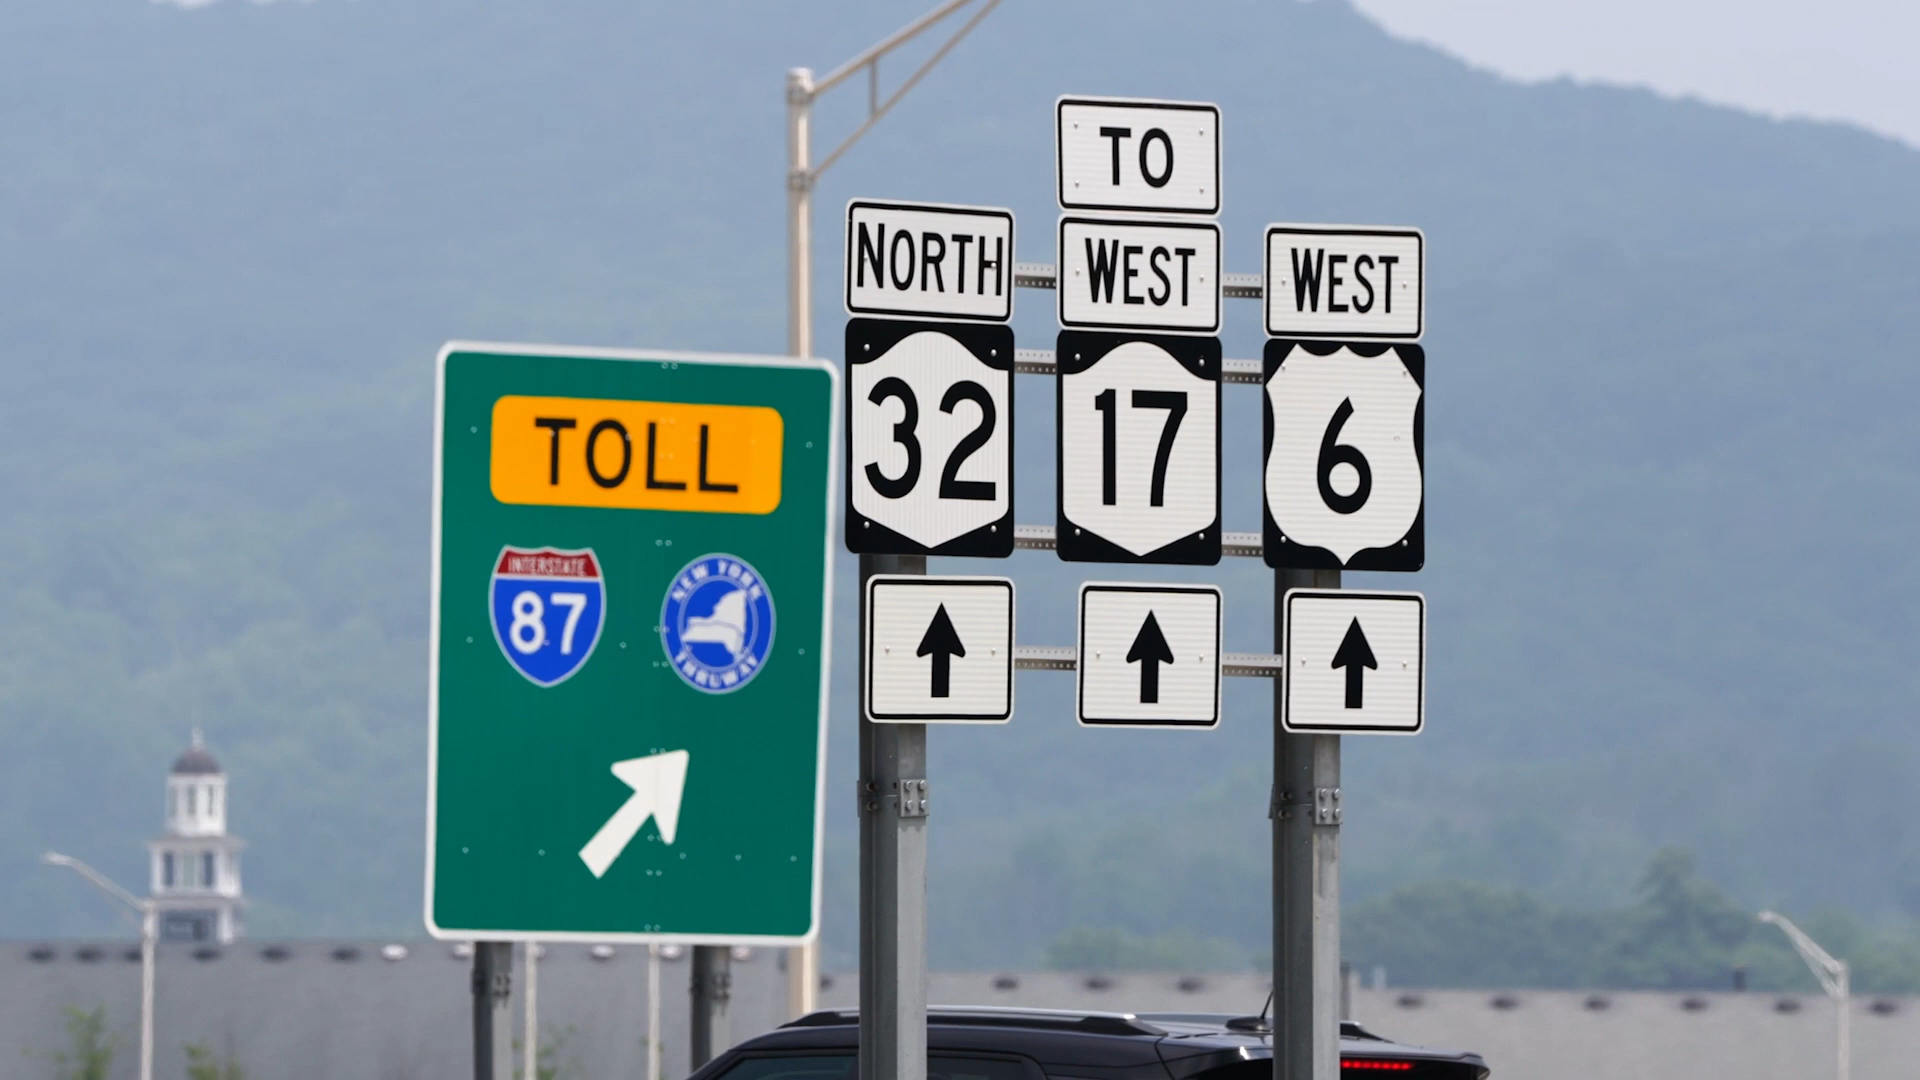 TOLL
INTERSTATE
87
NEW YORK
THRUWAY
NORTH
32
TO
WEST
17
WEST
6